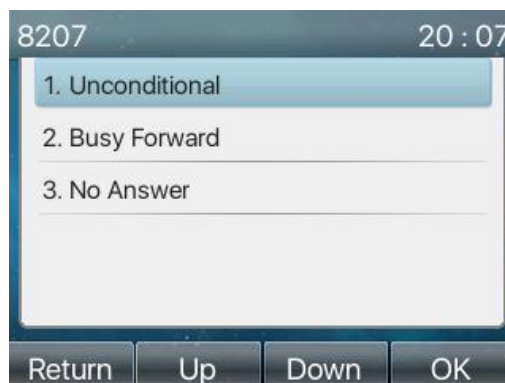 8207 20 : 07
1. Unconditional
2. Busy Forward
3. No Answer
Return Up Down OK